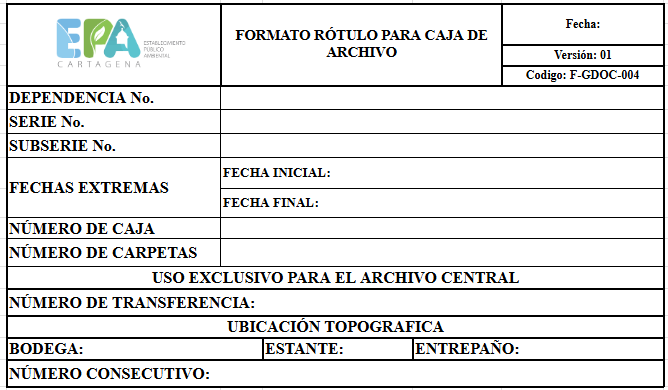 EPA
CARTAGENA
ESTABLECIMIENTO
PÚBLICO
AMBIENTAL
FORMATO RÓTULO PARA CAJA DE
ARCHIVO
Fecha:
Versión: 01
Codigo: F-GDOC-004
DEPENDENCIA No.
SERIE No.
SUBSERIE No.
FECHAS EXTREMAS
FECHA INICIAL:
FECHA FINAL:
NÚMERO DE CAJA
NÚMERO DE CARPETAS
USO EXCLUSIVO PARA EL ARCHIVO CENTRAL
NÚMERO DE TRANSFERENCIA:
UBICACIÓN TOPOGRAFICA
BODEGA: ESTANTE: ENTREPAÑO:
NÚMERO CONSECUTIVO: